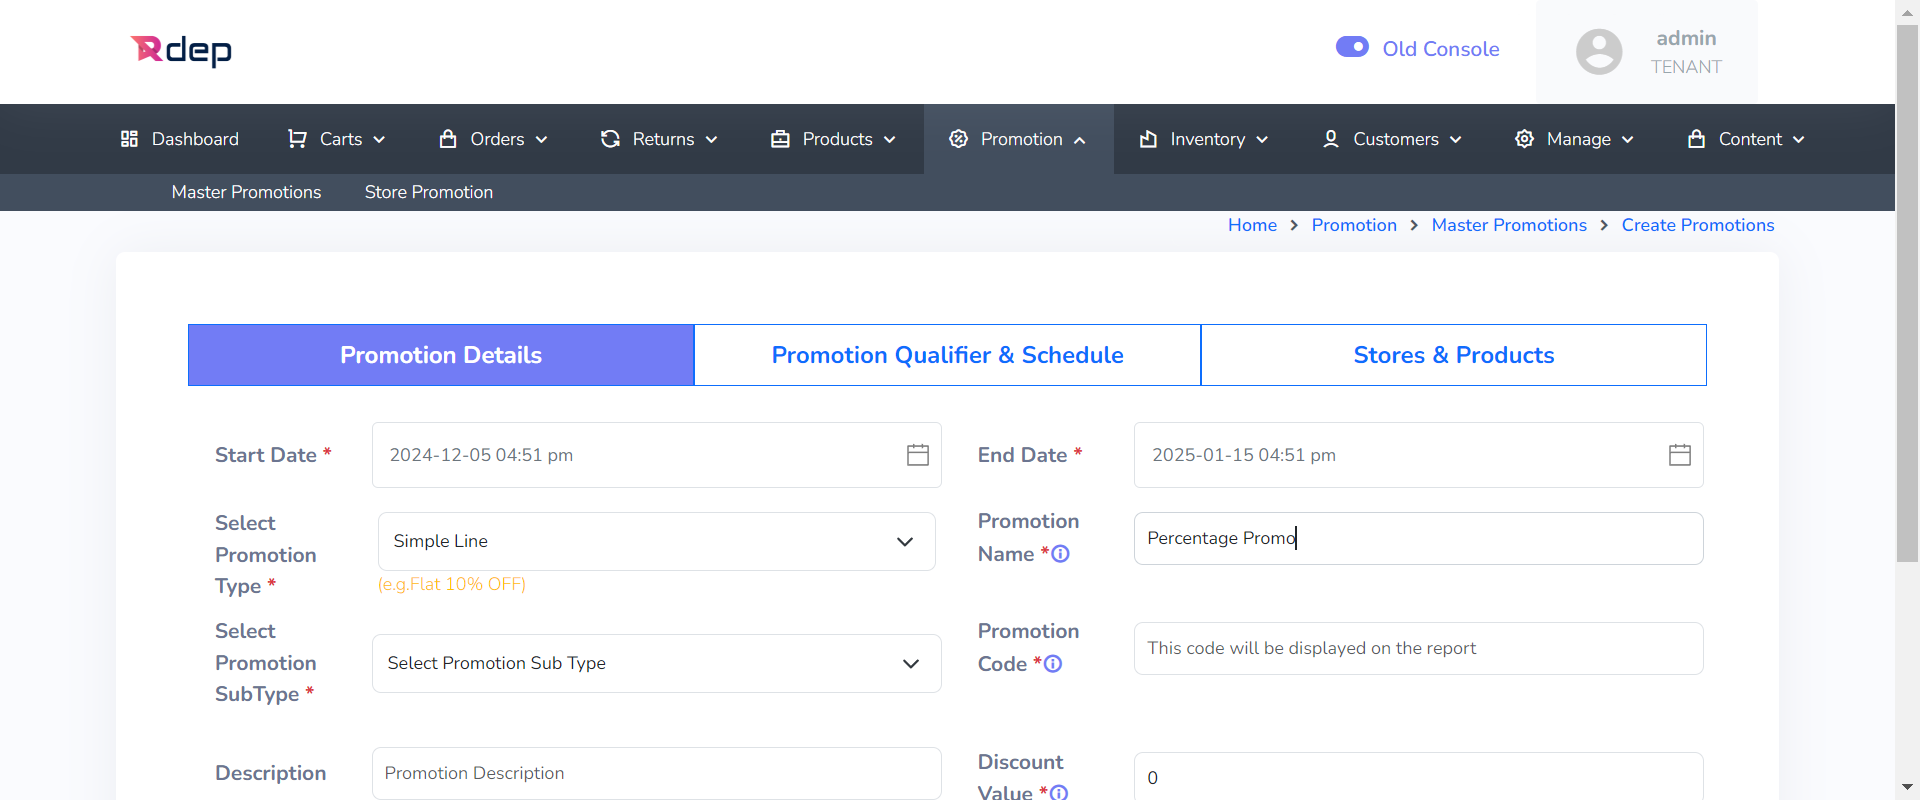 Rdep
Old Console
admin
TENANT
Dashboard
Carts
Orders
Returns
Products
Promotion
Inventory
Customers
Manage
Content
Master Promotions
Store Promotion
Home > Promotion > Master Promotions > Create Promotions
Promotion Details
Promotion Qualifier & Schedule
Stores & Products
Start Date *
2024-12-05 04:51 pm
End Date *
2025-01-15 04:51 pm
Select
Promotion
Type *
Simple Line
(e.g.Flat 10% OFF)
Promotion
Name *
Percentage Promo
Select
Promotion
SubType *
Select Promotion Sub Type
Promotion
Code *
This code will be displayed on the report
Description
Promotion Description
Discount
Value *
0